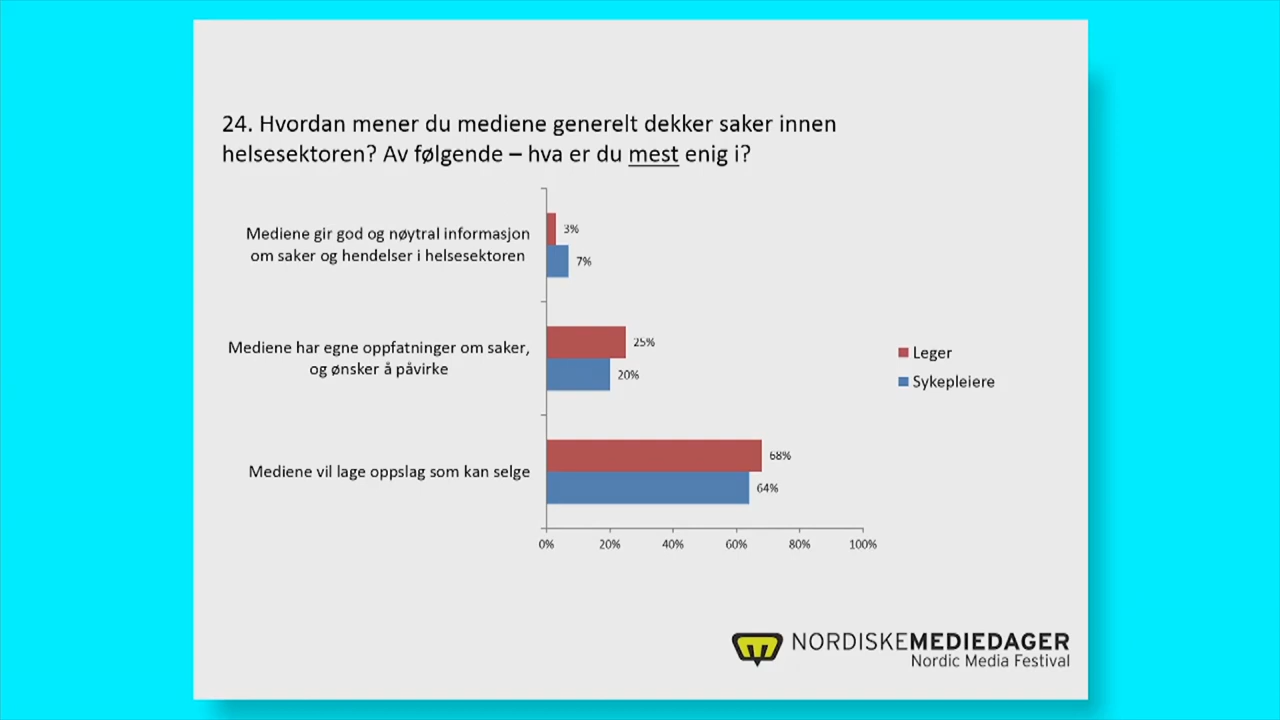 24. Hvordan mener du mediene generelt dekker saker innen
helsesektoren? Av følgende – hva er du mest enig i?
Mediene gir god og nøytral informasjon
om saker og hendelser i helsesektoren
3%
7%
Mediene har egne oppfatninger om saker,
og ønsker å påvirke
25%
20%
Mediene vil lage oppslag som kan selge
68%
64%
0% 20% 40% 60% 80% 100%
Leger
Sykepleiere
NORDISKEMEDIEDAGER
Nordic Media Festival